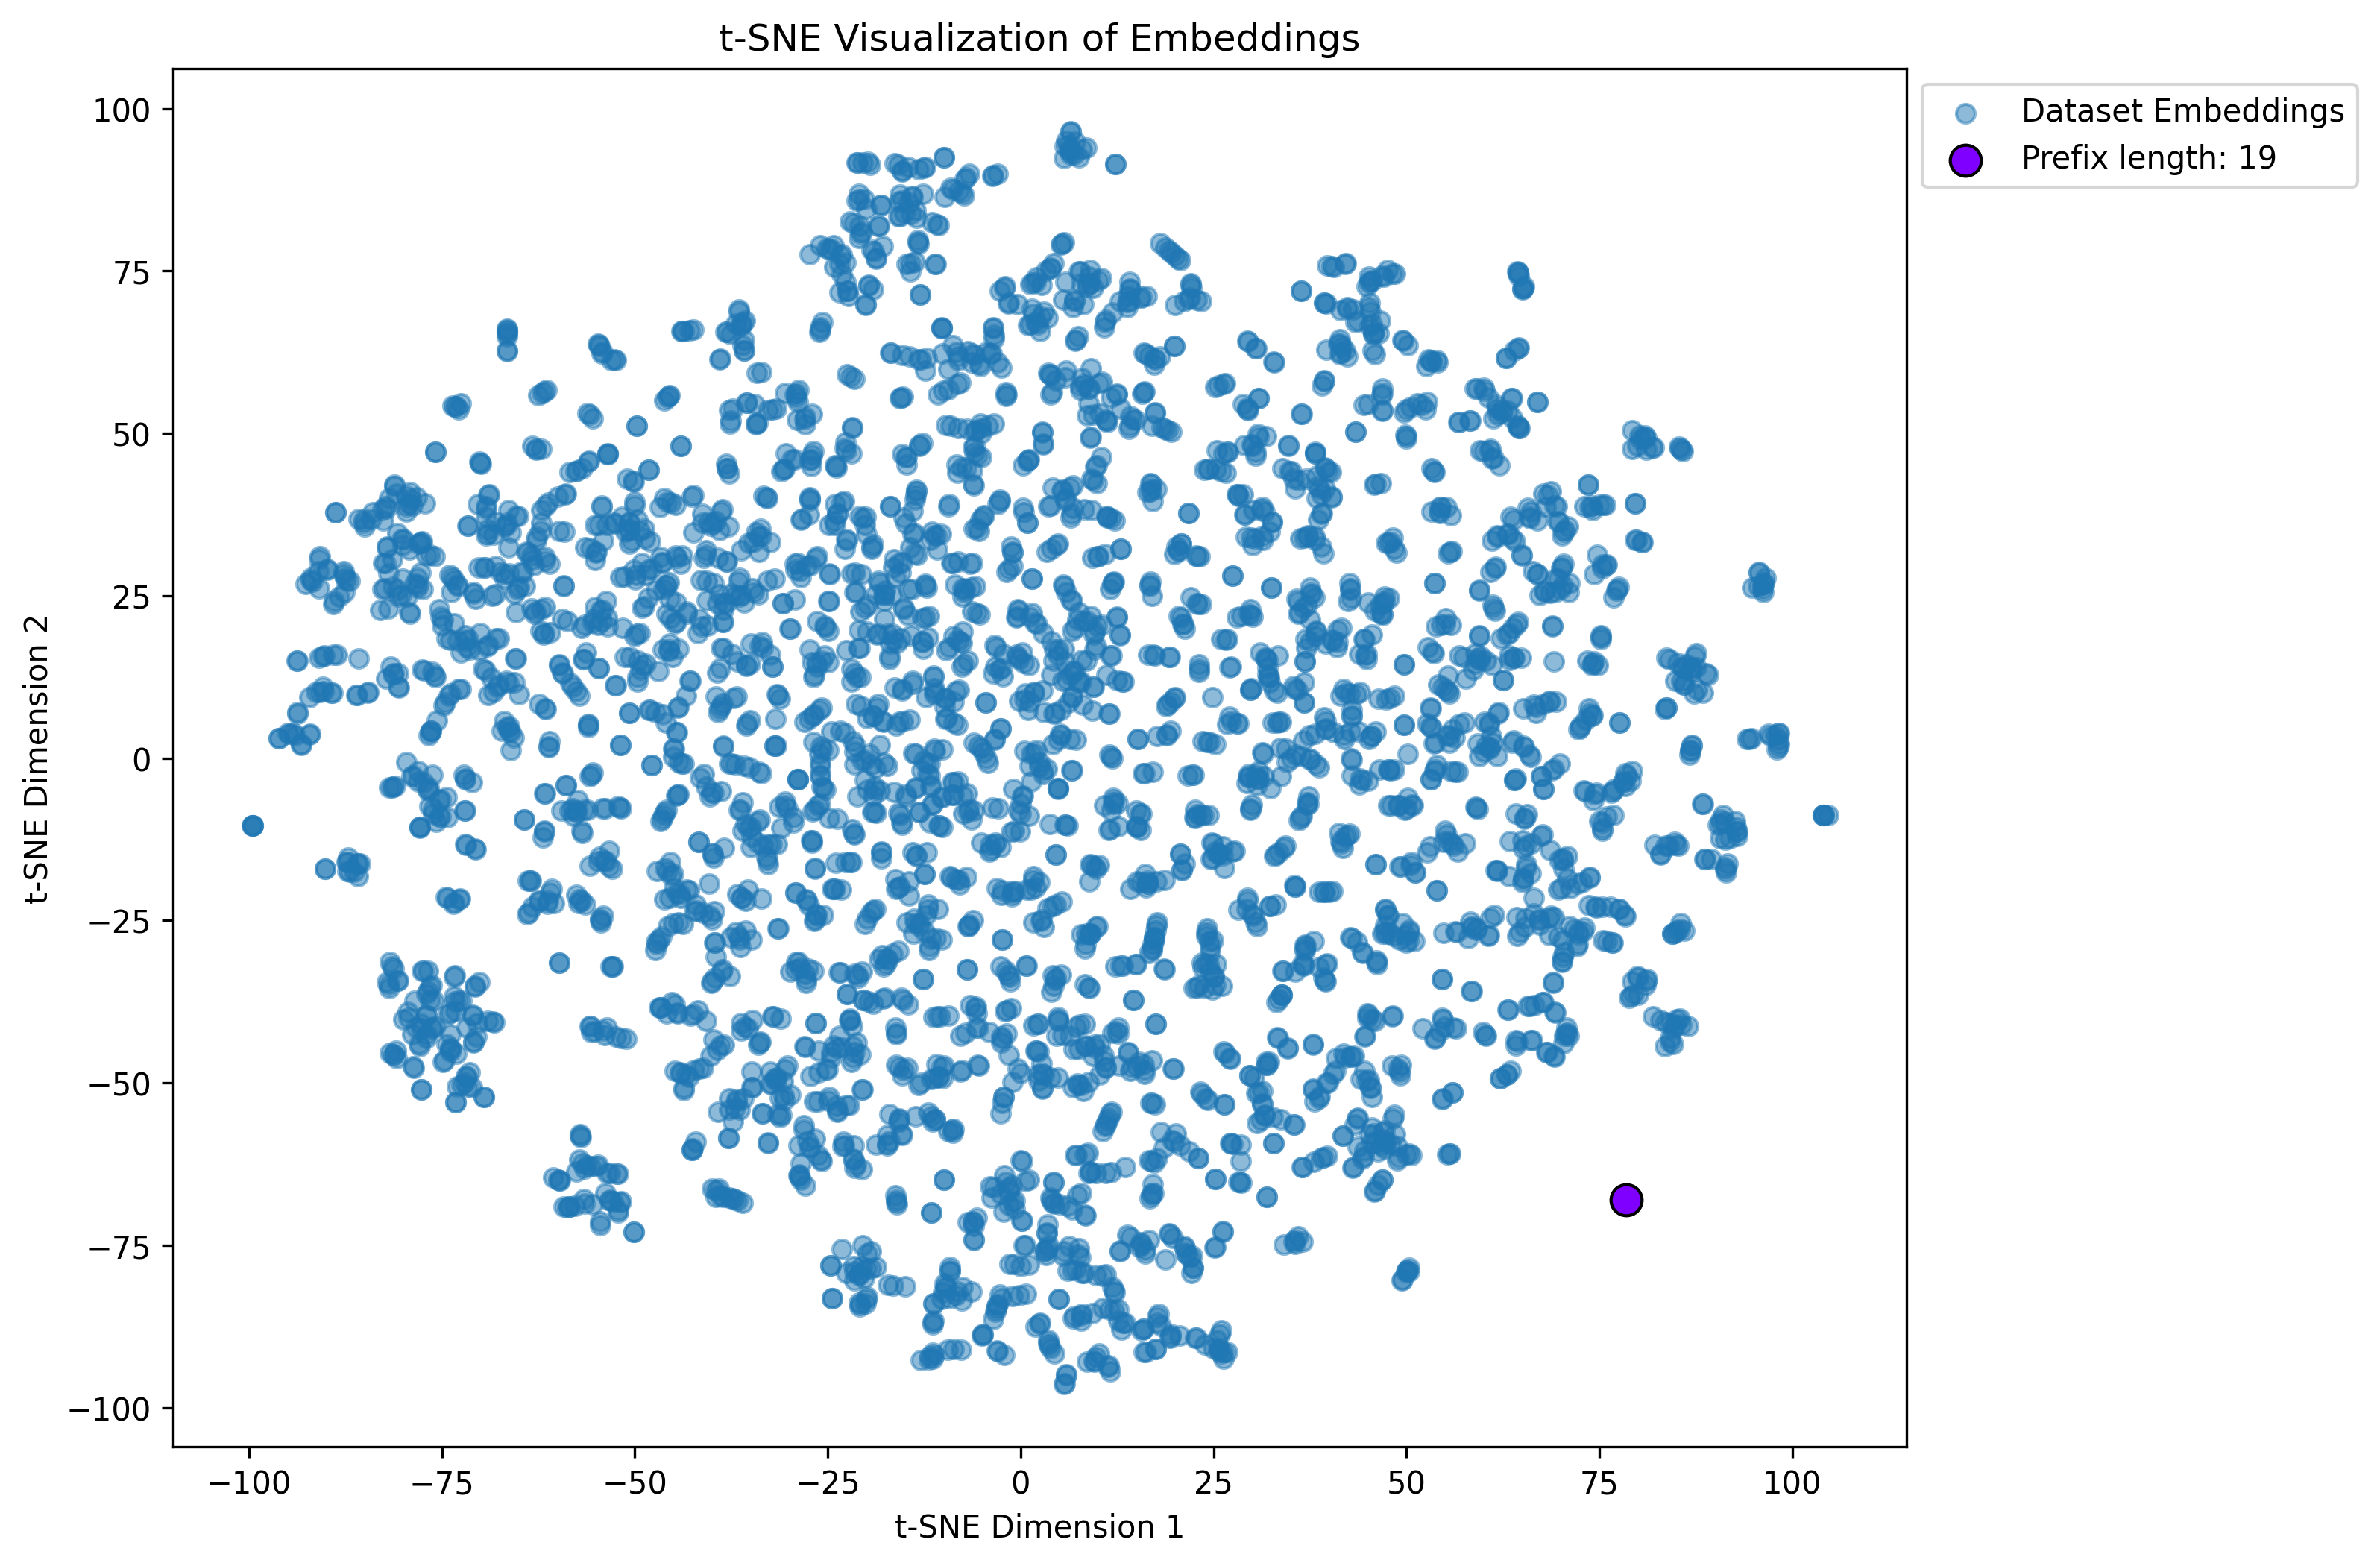 t-SNE Visualization of Embeddings
Dataset Embeddings
Prefix length: 19
t-SNE Dimension 2
100
75
50
25
0
−25
−50
−75
−100
−100 −75 −50 −25 0 25 50 75 100
t-SNE Dimension 1